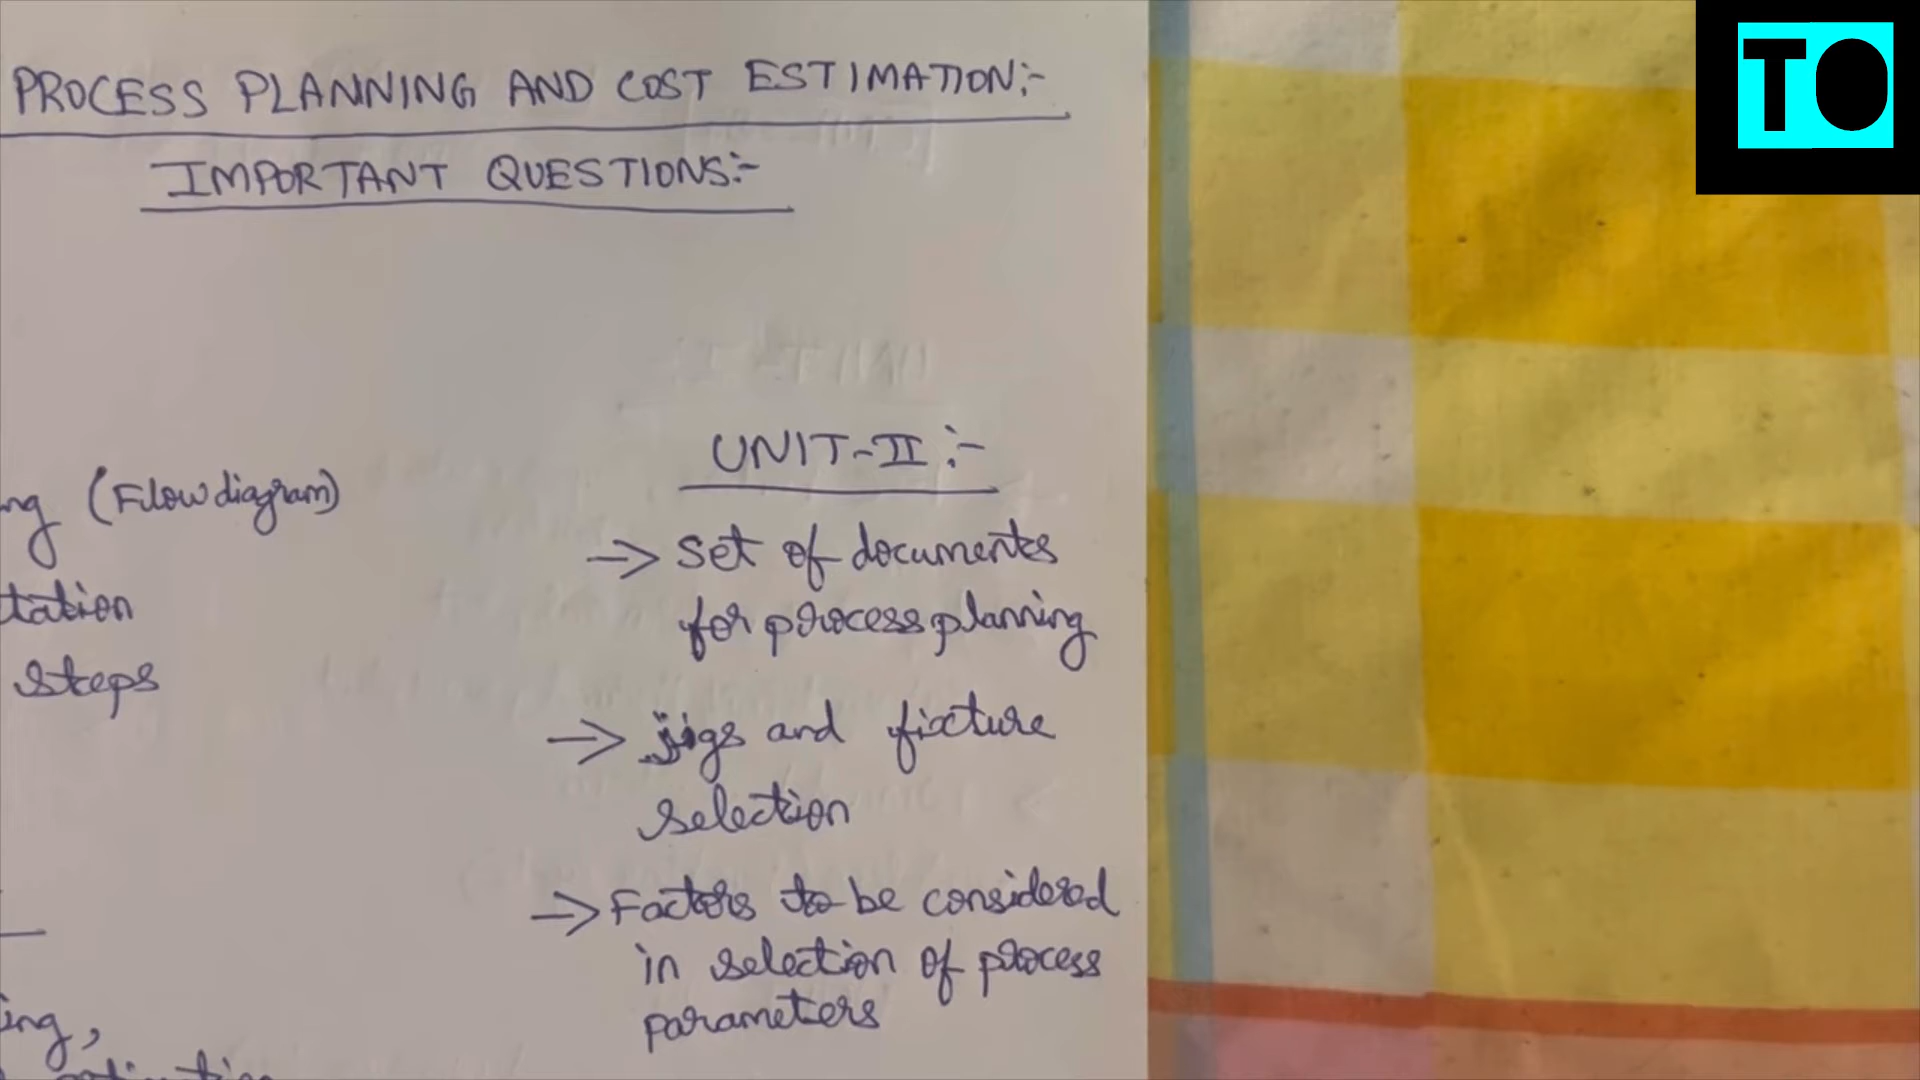 PROCESS PLANNING AND COST ESTIMATION:-
IMPORTANT QUESTIONS:-
(Flow diagram)
steps
UNIT-II:-
→ Set of documents
for process planning
→ jigs and fixture
selection
→ Factors to be considered
in selection of process
parameters
TO